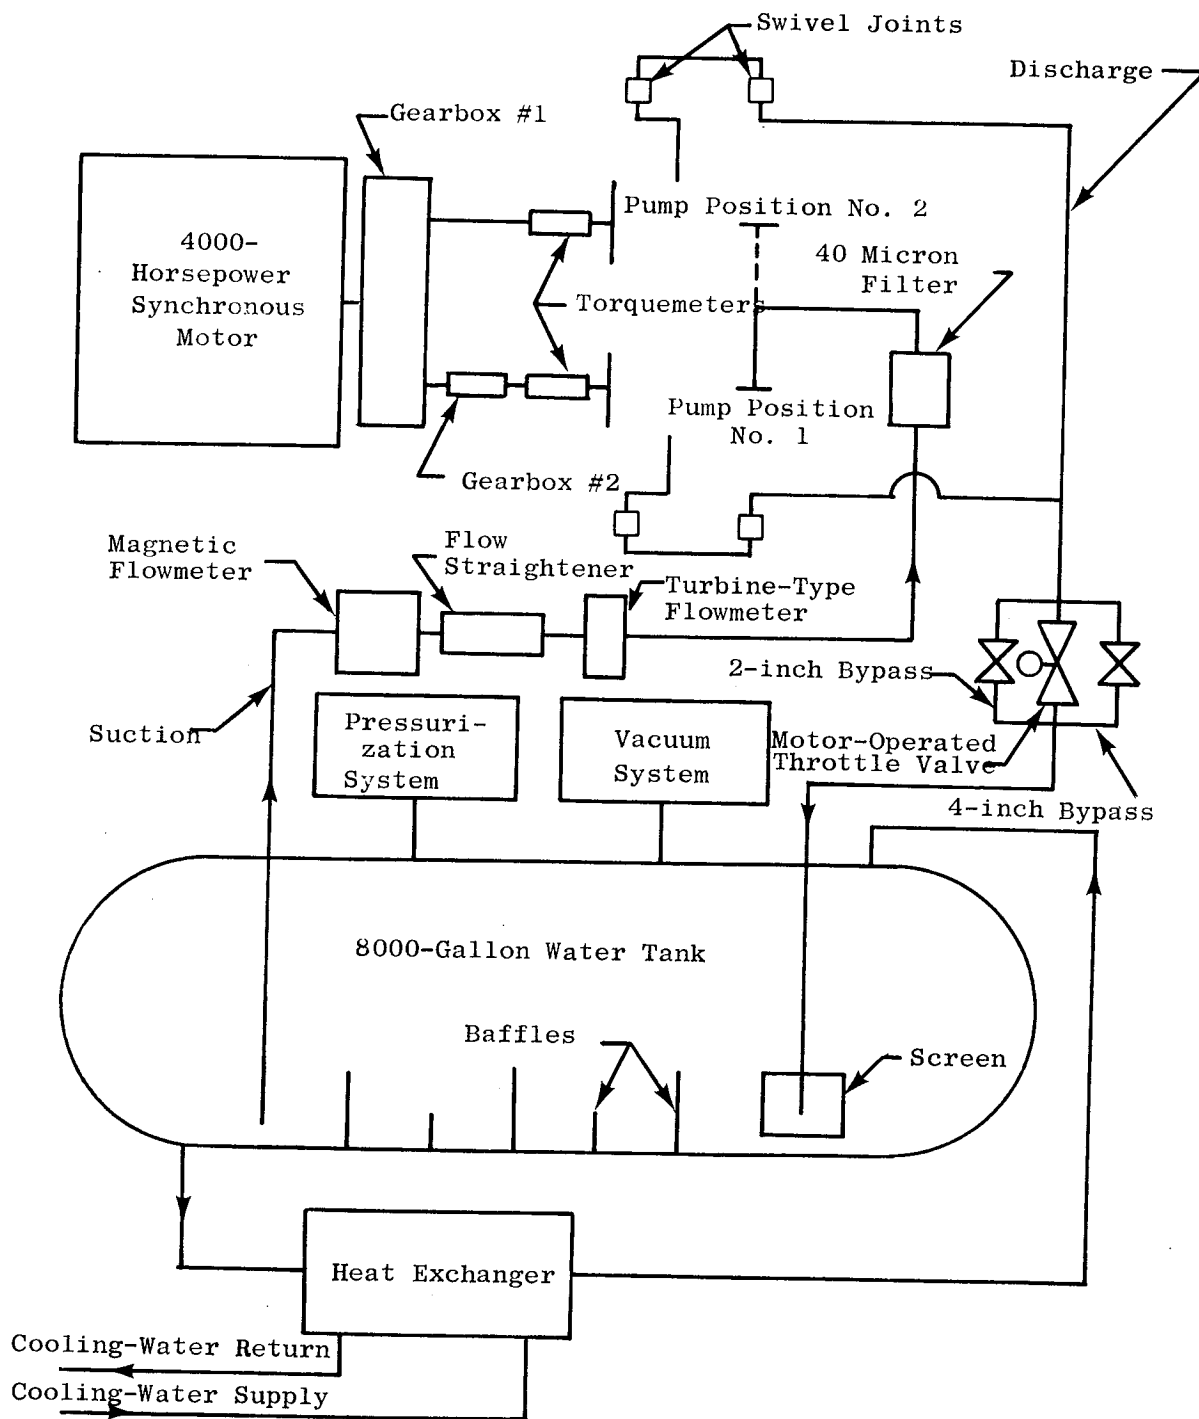 Swivel Joints
Discharge
Gearbox #1
Pump Position No. 2
4000-
Horsepower
Synchronous
Motor
40 Micron
Filter
Torquemeters
Pump Position
No. 1
Gearbox #2
Magnetic
Flowmeter
Flow
Straightener
Turbine-Type
Flowmeter
2-inch Bypass
Suction
Pressuri-
zation
System
Vacuum
System
Motor-Operated
Throttle Valve
4-inch Bypass
8000-Gallon Water Tank
Baffles
Screen
Heat Exchanger
Cooling-Water Return
Cooling-Water Supply